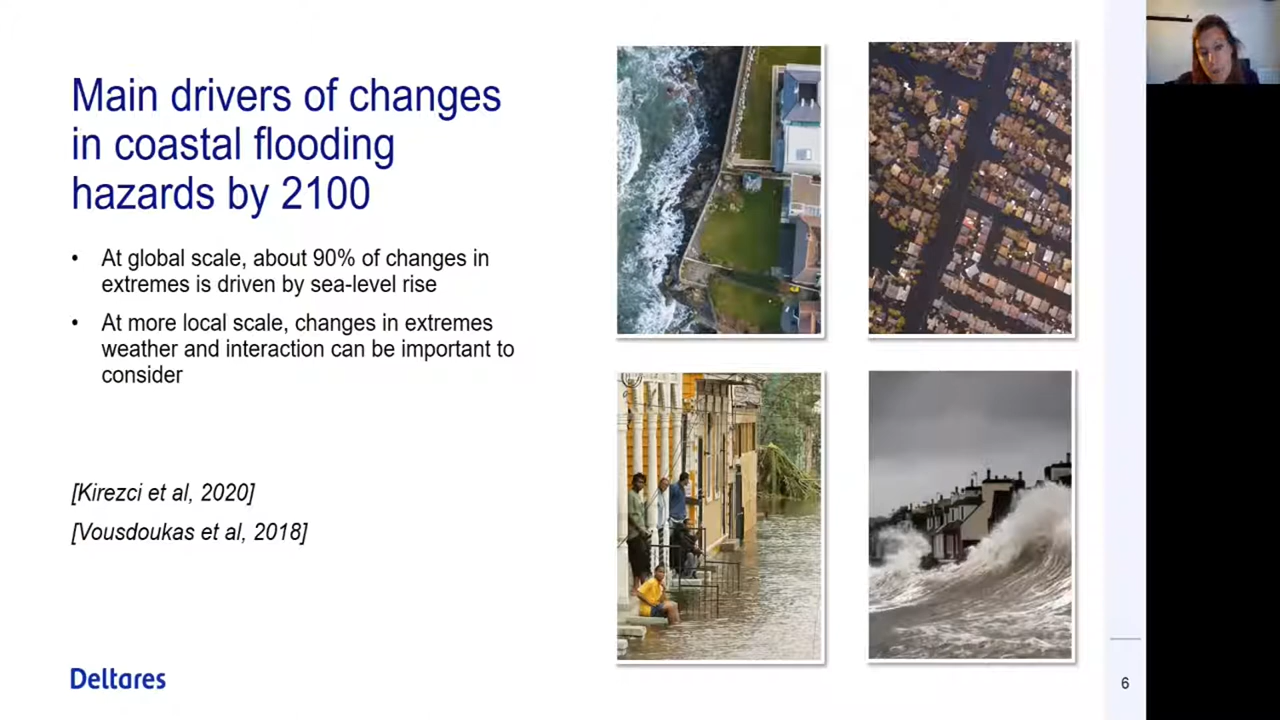 Main drivers of changes
in coastal flooding
hazards by 2100
• At global scale, about 90% of changes in
extremes is driven by sea-level rise
• At more local scale, changes in extremes
weather and interaction can be important to
consider
[Kirezci et al, 2020]
[Vousdoukas et al, 2018]
Deltares
6